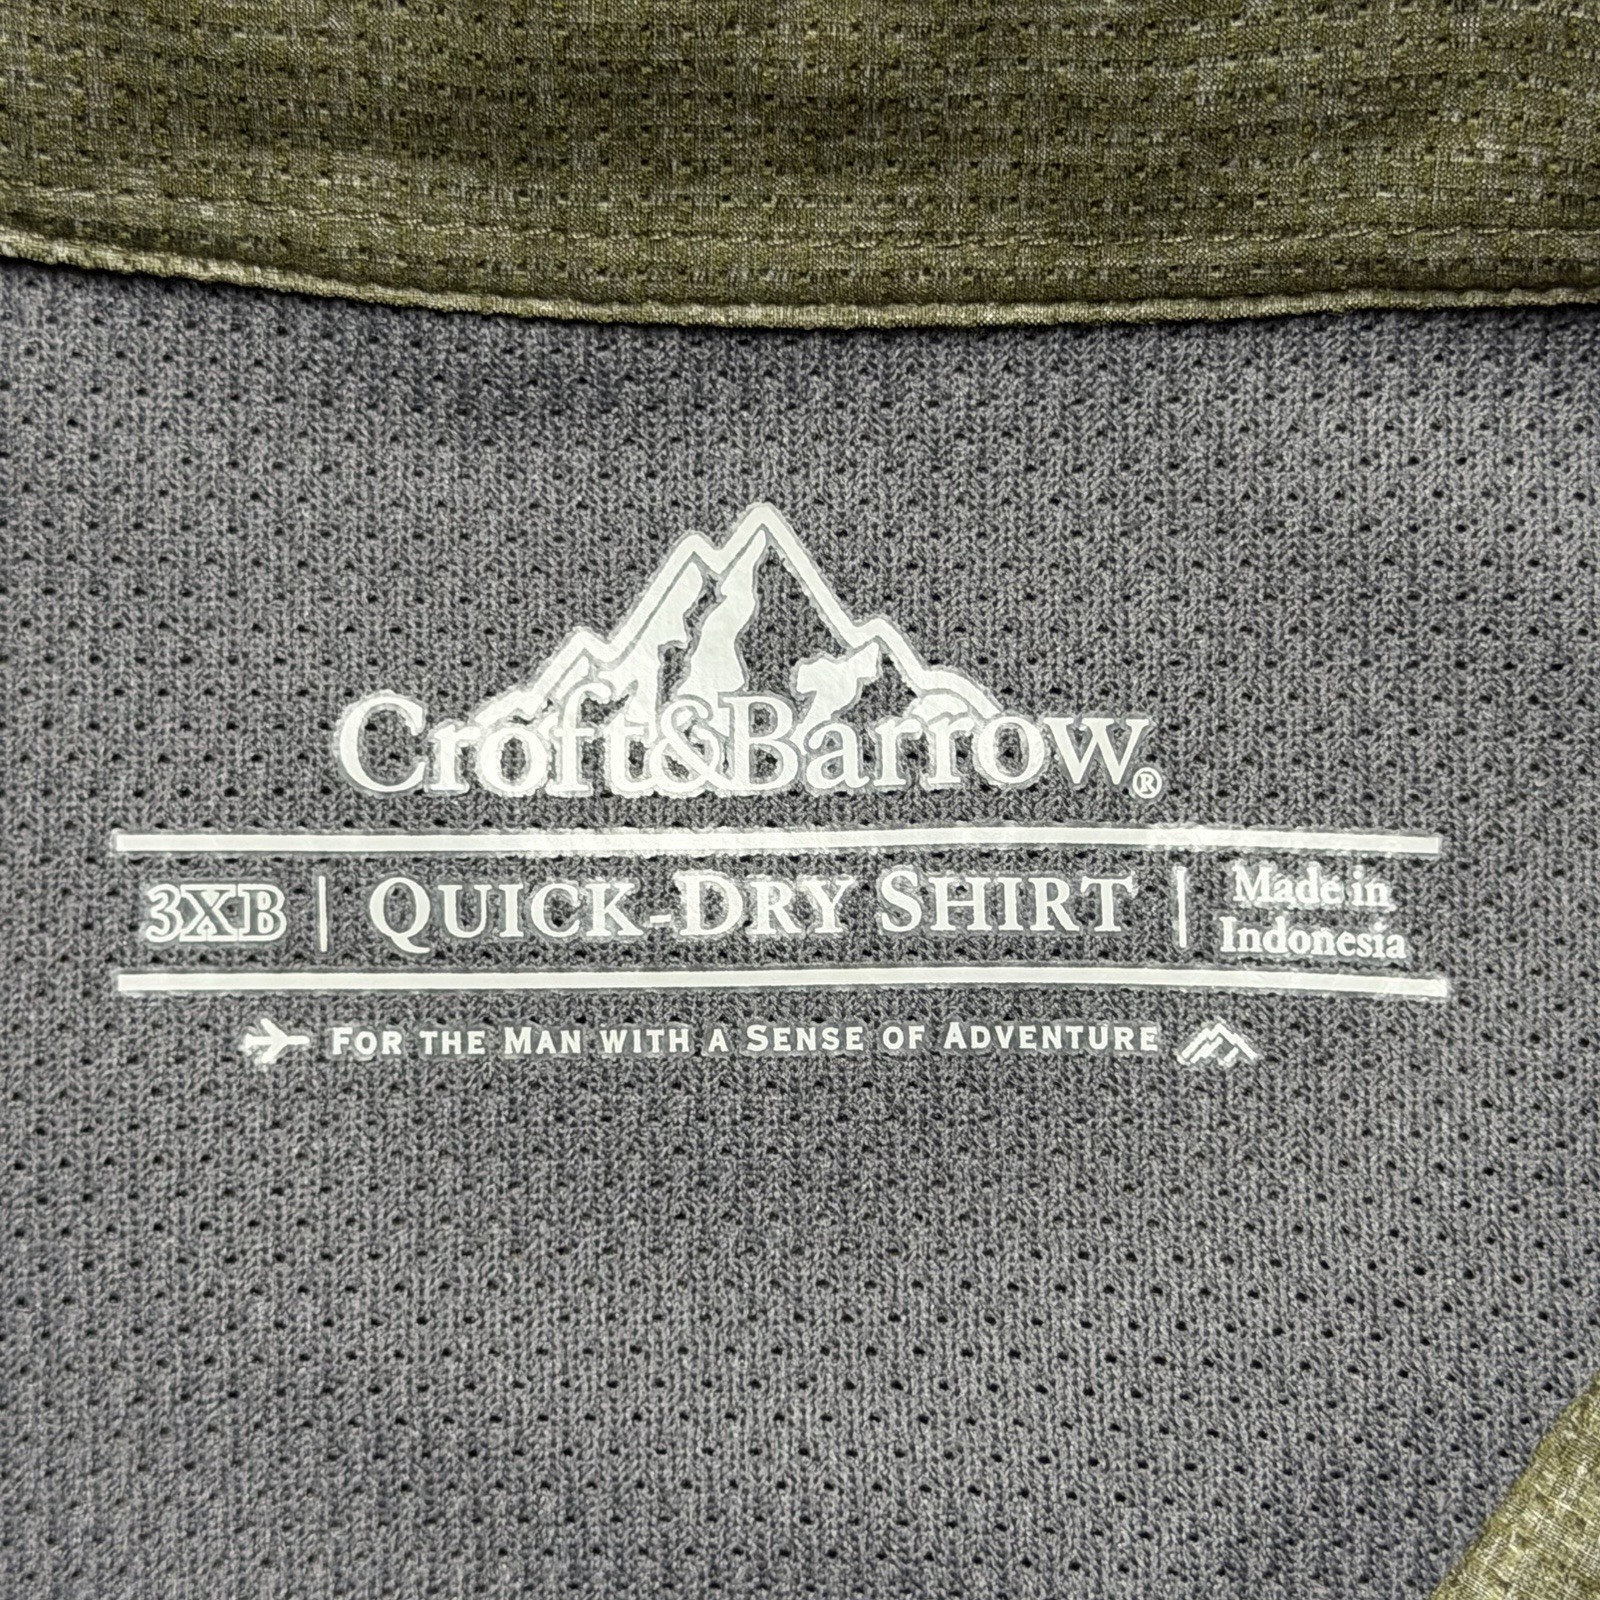 Croft&Barrow®
3XB | QUICK-DRY SHIRT | Made in
Indonesia
FOR THE MAN WITH A SENSE OF ADVENTURE